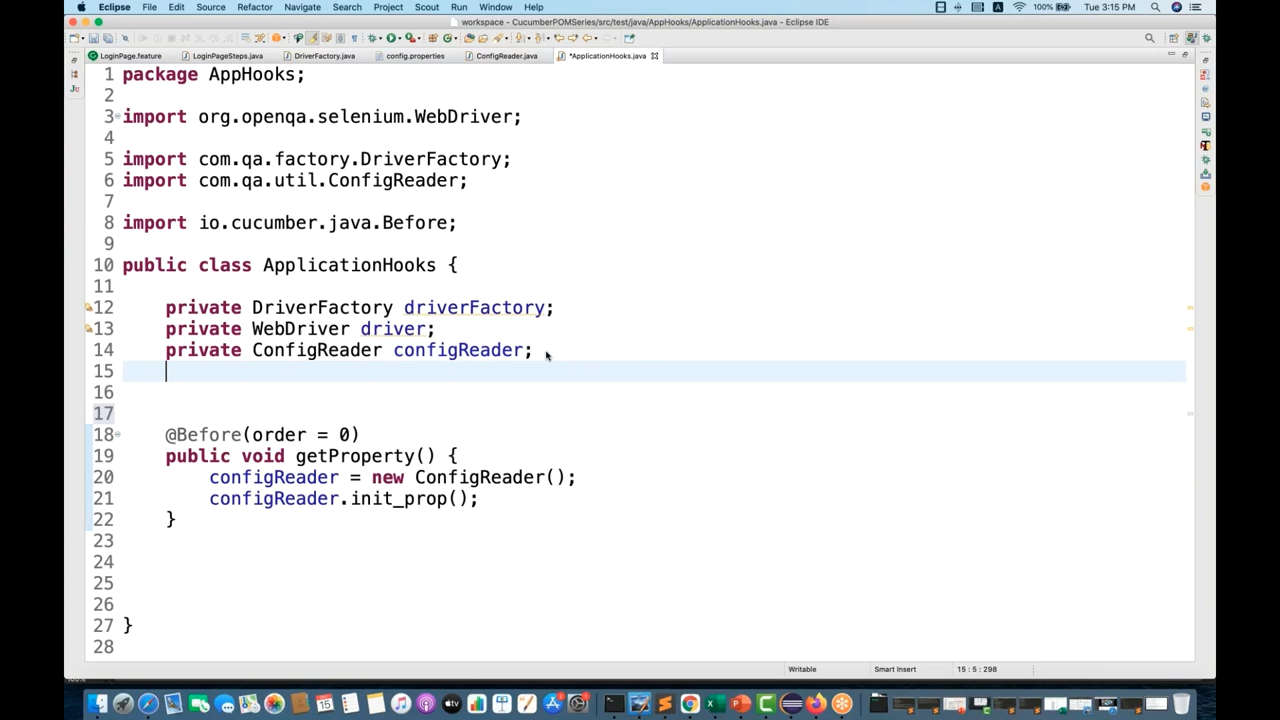 Eclipse File Edit Source Refactor Navigate Search Project Scout Run Window Help 100% Tue 3:15 PM
workspace - CucumberPOMSeries/src/test/java/AppHooks/ApplicationHooks.java - Eclipse IDE
LoginPage.feature LoginPageSteps.java DriverFactory.java config.properties ConfigReader.java *ApplicationHooks.java
1 package AppHooks;
2
3 import org.openqa.selenium.WebDriver;
4
5 import com.qa.factory.DriverFactory;
6 import com.qa.util.ConfigReader;
7
8 import io.cucumber.java.Before;
9
10 public class ApplicationHooks {
11
12 private DriverFactory driverFactory;
13 private WebDriver driver;
14 private ConfigReader configReader;
15
16
17
18 @Before(order = 0)
19 public void getProperty() {
20 configReader = new ConfigReader();
21 configReader.init_prop();
22 }
23
24
25
26
27 }
28
Writable Smart Insert 15 : 5 : 298